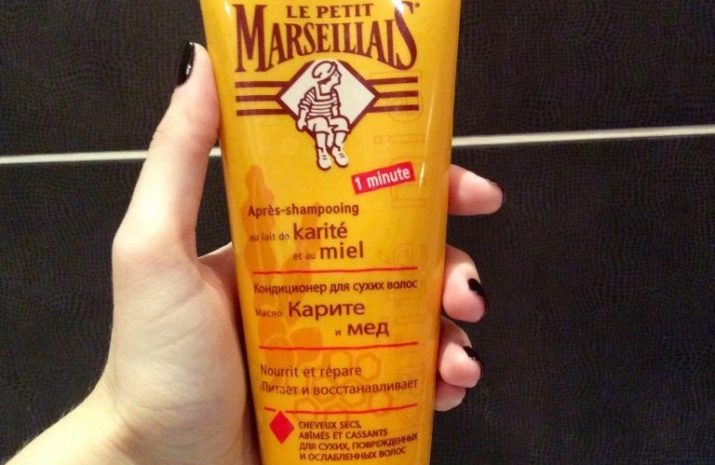 LE PETIT
MARSEILLAIS
1 minute
Après-shampooing
au lait de karité
et au miel
Кондиционер для сухих волос
Масло Карите
и мед
Nourrit et répare
Питает и восстанавливает
CHEVEUX SECS,
ABÎMÉS ET CASSANTS
ДЛЯ СУХИХ, ПОВРЕЖДЕННЫХ
И ОСЛАБЛЕННЫХ ВОЛОС